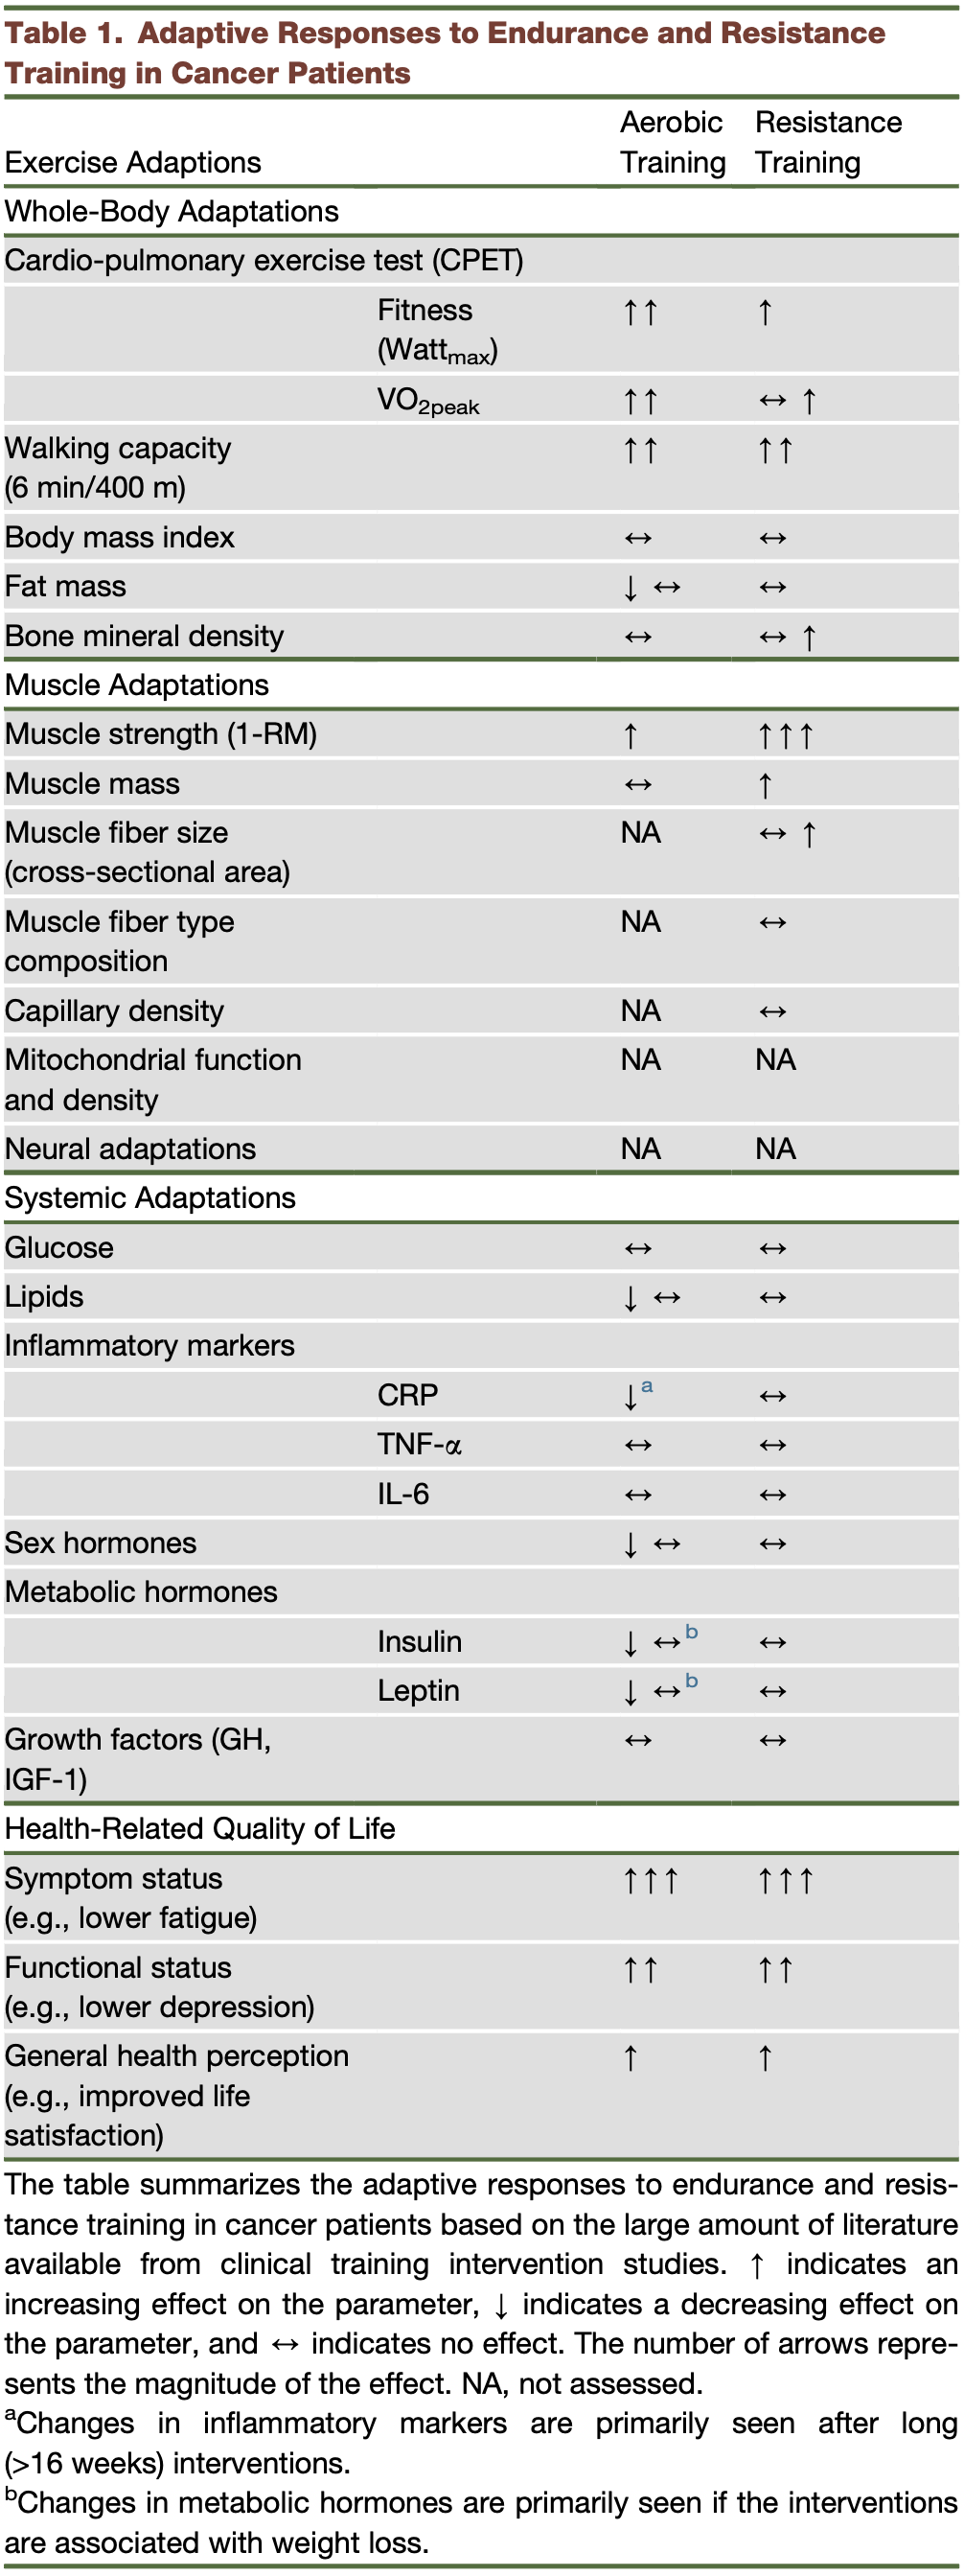 Table 1. Adaptive Responses to Endurance and Resistance
Training in Cancer Patients
Exercise Adaptions Aerobic Training Resistance Training
Whole-Body Adaptations
Cardio-pulmonary exercise test (CPET)
Fitness (Wattmax) ↑↑ ↑
VO2peak ↑↑ ↔ ↑
Walking capacity (6 min/400 m) ↑↑ ↑↑
Body mass index ↔ ↔
Fat mass ↓ ↔ ↔
Bone mineral density ↔ ↔ ↑
Muscle Adaptations
Muscle strength (1-RM) ↑ ↑↑↑
Muscle mass ↔ ↑
Muscle fiber size (cross-sectional area) NA ↔ ↑
Muscle fiber type composition NA ↔
Capillary density NA ↔
Mitochondrial function and density NA NA
Neural adaptations NA NA
Systemic Adaptations
Glucose ↔ ↔
Lipids ↓ ↔ ↔
Inflammatory markers
CRP ↓a ↔
TNF-α ↔ ↔
IL-6 ↔ ↔
Sex hormones ↓ ↔ ↔
Metabolic hormones
Insulin ↓ ↔b ↔
Leptin ↓ ↔b ↔
Growth factors (GH, IGF-1) ↔ ↔
Health-Related Quality of Life
Symptom status (e.g., lower fatigue) ↑↑↑ ↑↑↑
Functional status (e.g., lower depression) ↑↑ ↑↑
General health perception (e.g., improved life satisfaction) ↑ ↑
The table summarizes the adaptive responses to endurance and resis-
tance training in cancer patients based on the large amount of literature
available from clinical training intervention studies. ↑ indicates an
increasing effect on the parameter, ↓ indicates a decreasing effect on
the parameter, and ↔ indicates no effect. The number of arrows repre-
sents the magnitude of the effect. NA, not assessed.
aChanges in inflammatory markers are primarily seen after long
(>16 weeks) interventions.
bChanges in metabolic hormones are primarily seen if the interventions
are associated with weight loss.